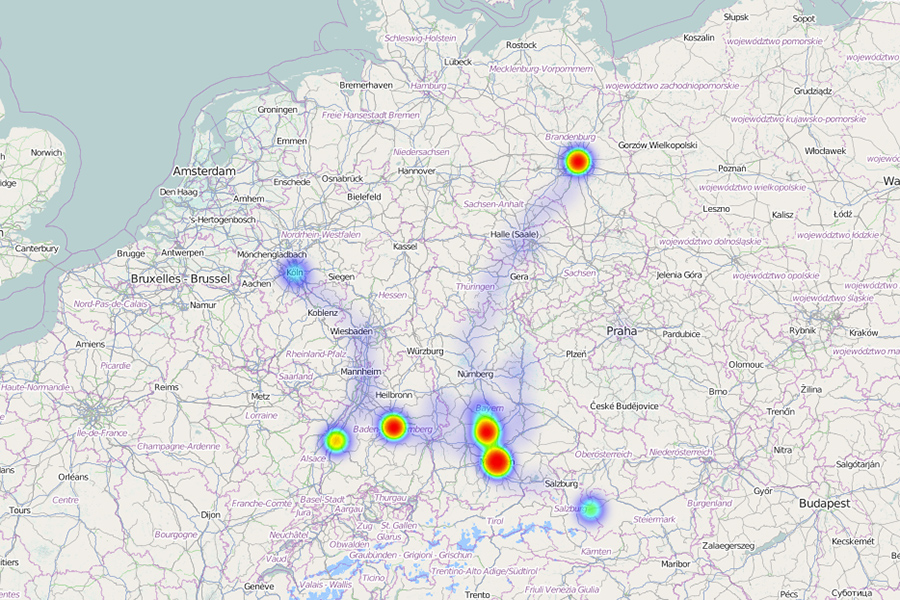 Słupsk
Sopot
Koszalin
Schleswig-Holstein
województwo pomorskie
Rostock
Lübeck
Mecklenburg-Vorpommern
Bremerhaven
Hamburg
województwo zachodniopomorskie
Grudziądz
Groningen
Freie Hansestadt Bremen
województwo kujawsko-pomorskie
Emmen
Brandenburg
Norwich
Niedersachsen
Gorzów Wielkopolski
Włocławek
Amsterdam
Hannover
Poznań
Enschede
Osnabrück
Den Haag
Arnhem
Bielefeld
województwo wielkopolskie
Sachsen-Anhalt
Leszno
Kalisz
Łódź
's-Hertogenbosch
Nordrhein-Westfalen
Halle (Saale)
województwo dolnośląskie
województwo łódzkie
Canterbury
Brugge
Antwerpen
Mönchengladbach
Kassel
Köln
Siegen
Gera
Sachsen
Jelenia Góra
województwo opolskie
Bruxelles - Brussel
Aachen
Thüringen
Hessen
województwo śląskie
Nord-Pas-de-Calais
Namur
Koblenz
Wiesbaden
Praha
Pardubice
Rybnik
Kraków
Amiens
Rheinland-Pfalz
Würzburg
Plzeň
Picardie
Olomouc
Saarland
Mannheim
Nürnberg
Haute-Normandie
Reims
Metz
Heilbronn
Brno
Žilina
Lorraine
Bayern
České Budějovice
Trenčín
Île-de-France
Champagne-Ardenne
Nitra
Alsace
Oberösterreich
Niederösterreich
Salgótarján
Orléans
Salzburg
Győr
Centre
Basel-Stadt
Thurgau
Franche-Comté
Burgenland
Budapest
Tours
Dijon
Aargau
Salzburg
Steiermark
Zug
St. Gallen
Tirol
Bourgogne
Neuchâtel
Glarus
Obwalden
Kecskemét
Vaud
Graubünden - Grigioni - Grischun
Kärnten
Zalaegerszeg
Maribor
Ticino
Trentino-Alto Adige/Südtirol
Genève
Valais - Wallis
Trento
Friuli Venezia Giulia
Pécs
Суботица